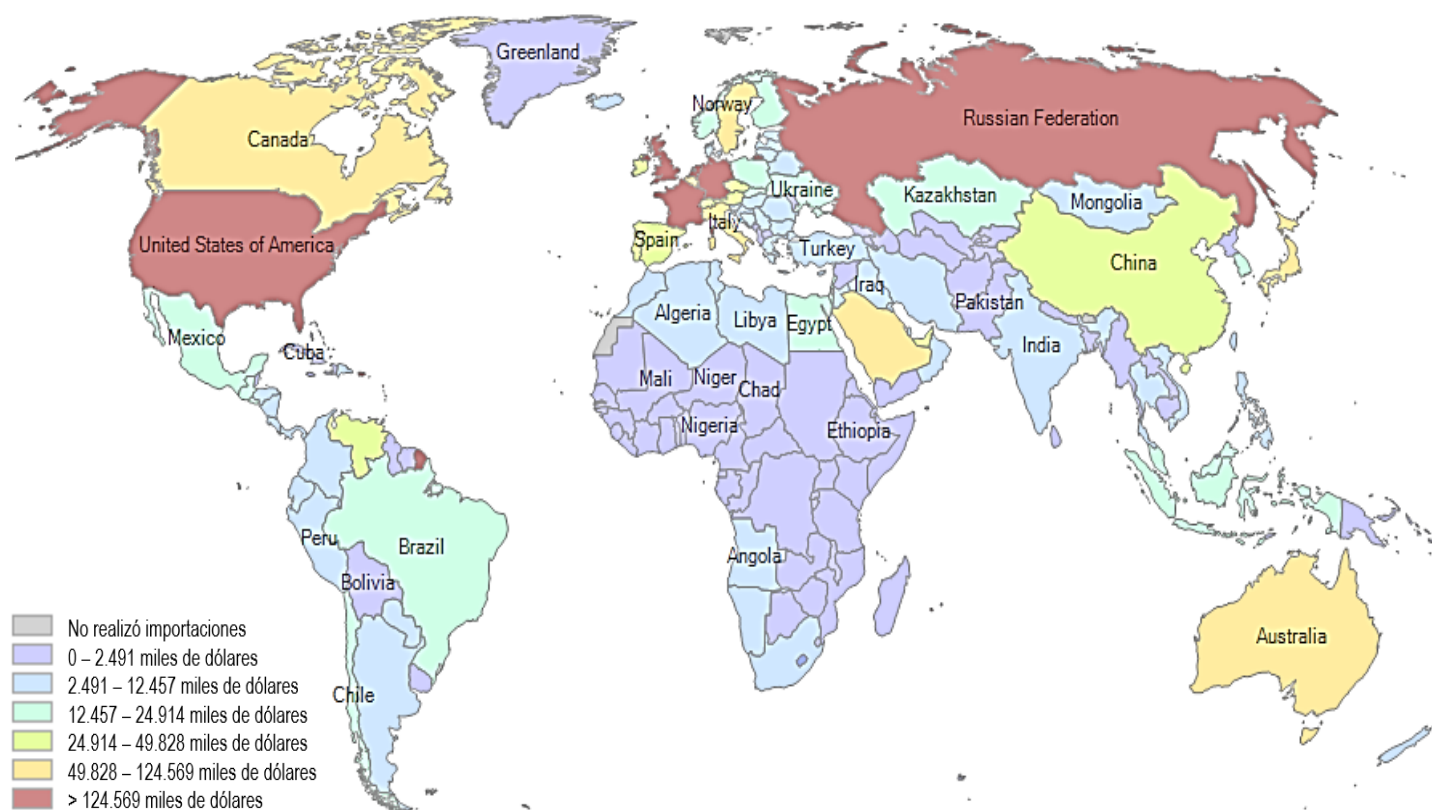 Greenland
Norway
Russian Federation
Canada
Ukraine
Kazakhstan
Mongolia
United States of America
Italy
Spain
Turkey
China
Iraq
Pakistan
Algeria
Libya
Egypt
India
Mexico
Cuba
Mali
Niger
Chad
Nigeria
Ethiopia
Peru
Brazil
Angola
Bolivia
Australia
Chile
No realizó importaciones
0 – 2.491 miles de dólares
2.491 – 12.457 miles de dólares
12.457 – 24.914 miles de dólares
24.914 – 49.828 miles de dólares
49.828 – 124.569 miles de dólares
> 124.569 miles de dólares